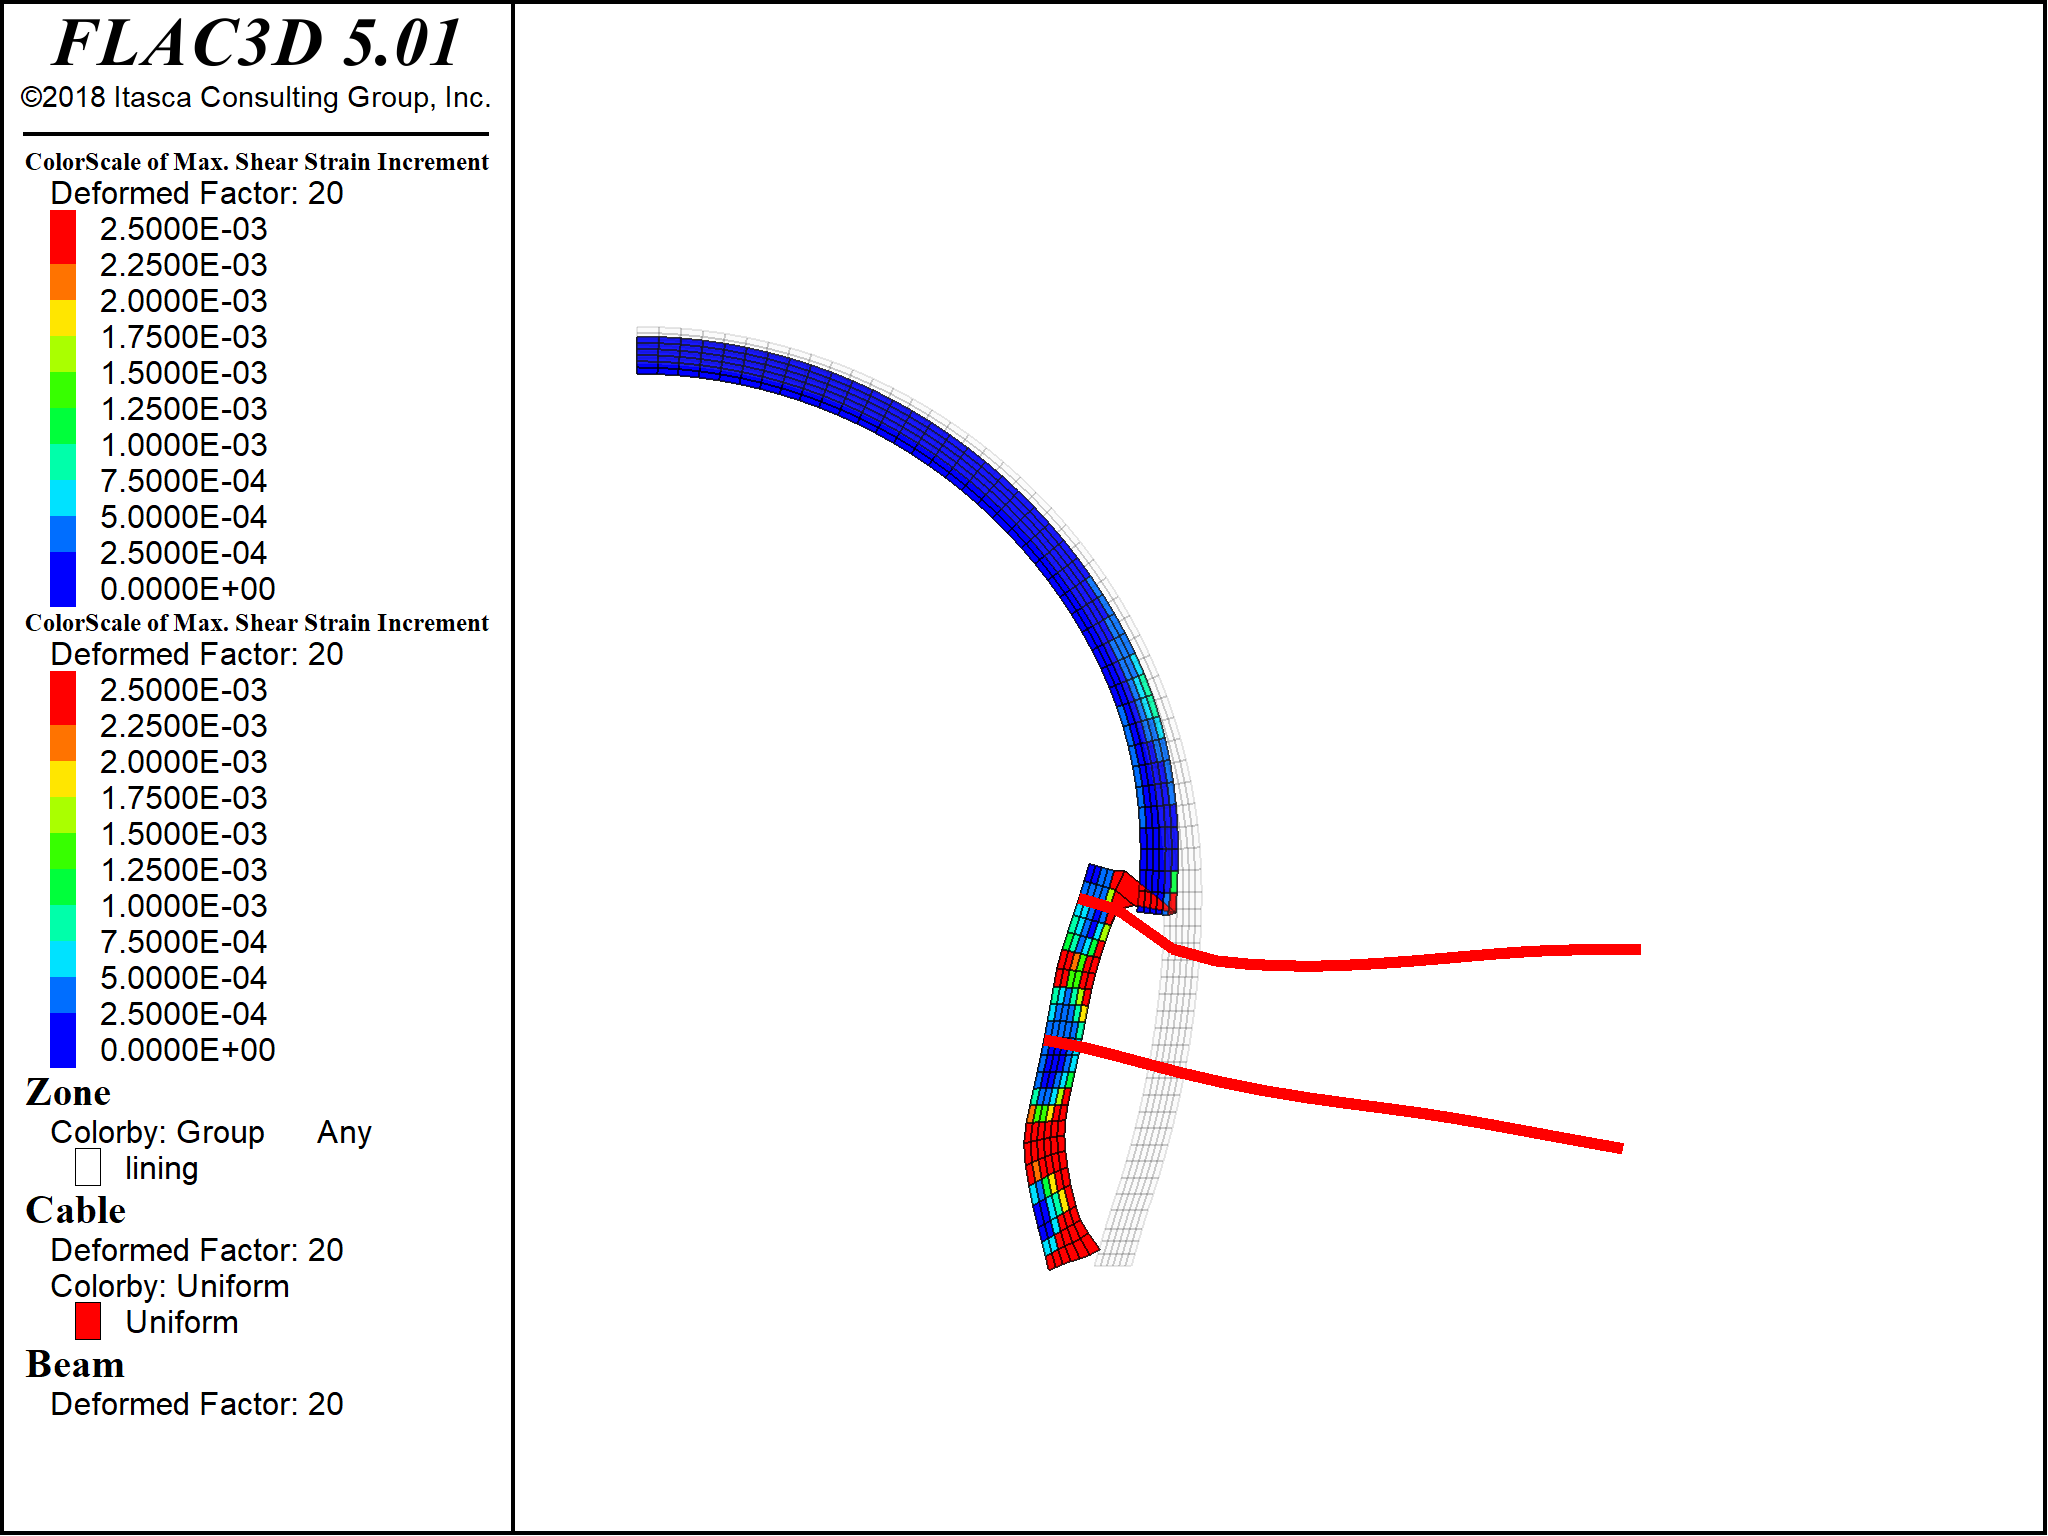 FLAC3D 5.01
©2018 Itasca Consulting Group, Inc.
ColorScale of Max. Shear Strain Increment
Deformed Factor: 20
2.5000E-03
2.2500E-03
2.0000E-03
1.7500E-03
1.5000E-03
1.2500E-03
1.0000E-03
7.5000E-04
5.0000E-04
2.5000E-04
0.0000E+00
ColorScale of Max. Shear Strain Increment
Deformed Factor: 20
2.5000E-03
2.2500E-03
2.0000E-03
1.7500E-03
1.5000E-03
1.2500E-03
1.0000E-03
7.5000E-04
5.0000E-04
2.5000E-04
0.0000E+00
Zone
Colorby: Group Any
lining
Cable
Deformed Factor: 20
Colorby: Uniform
Uniform
Beam
Deformed Factor: 20